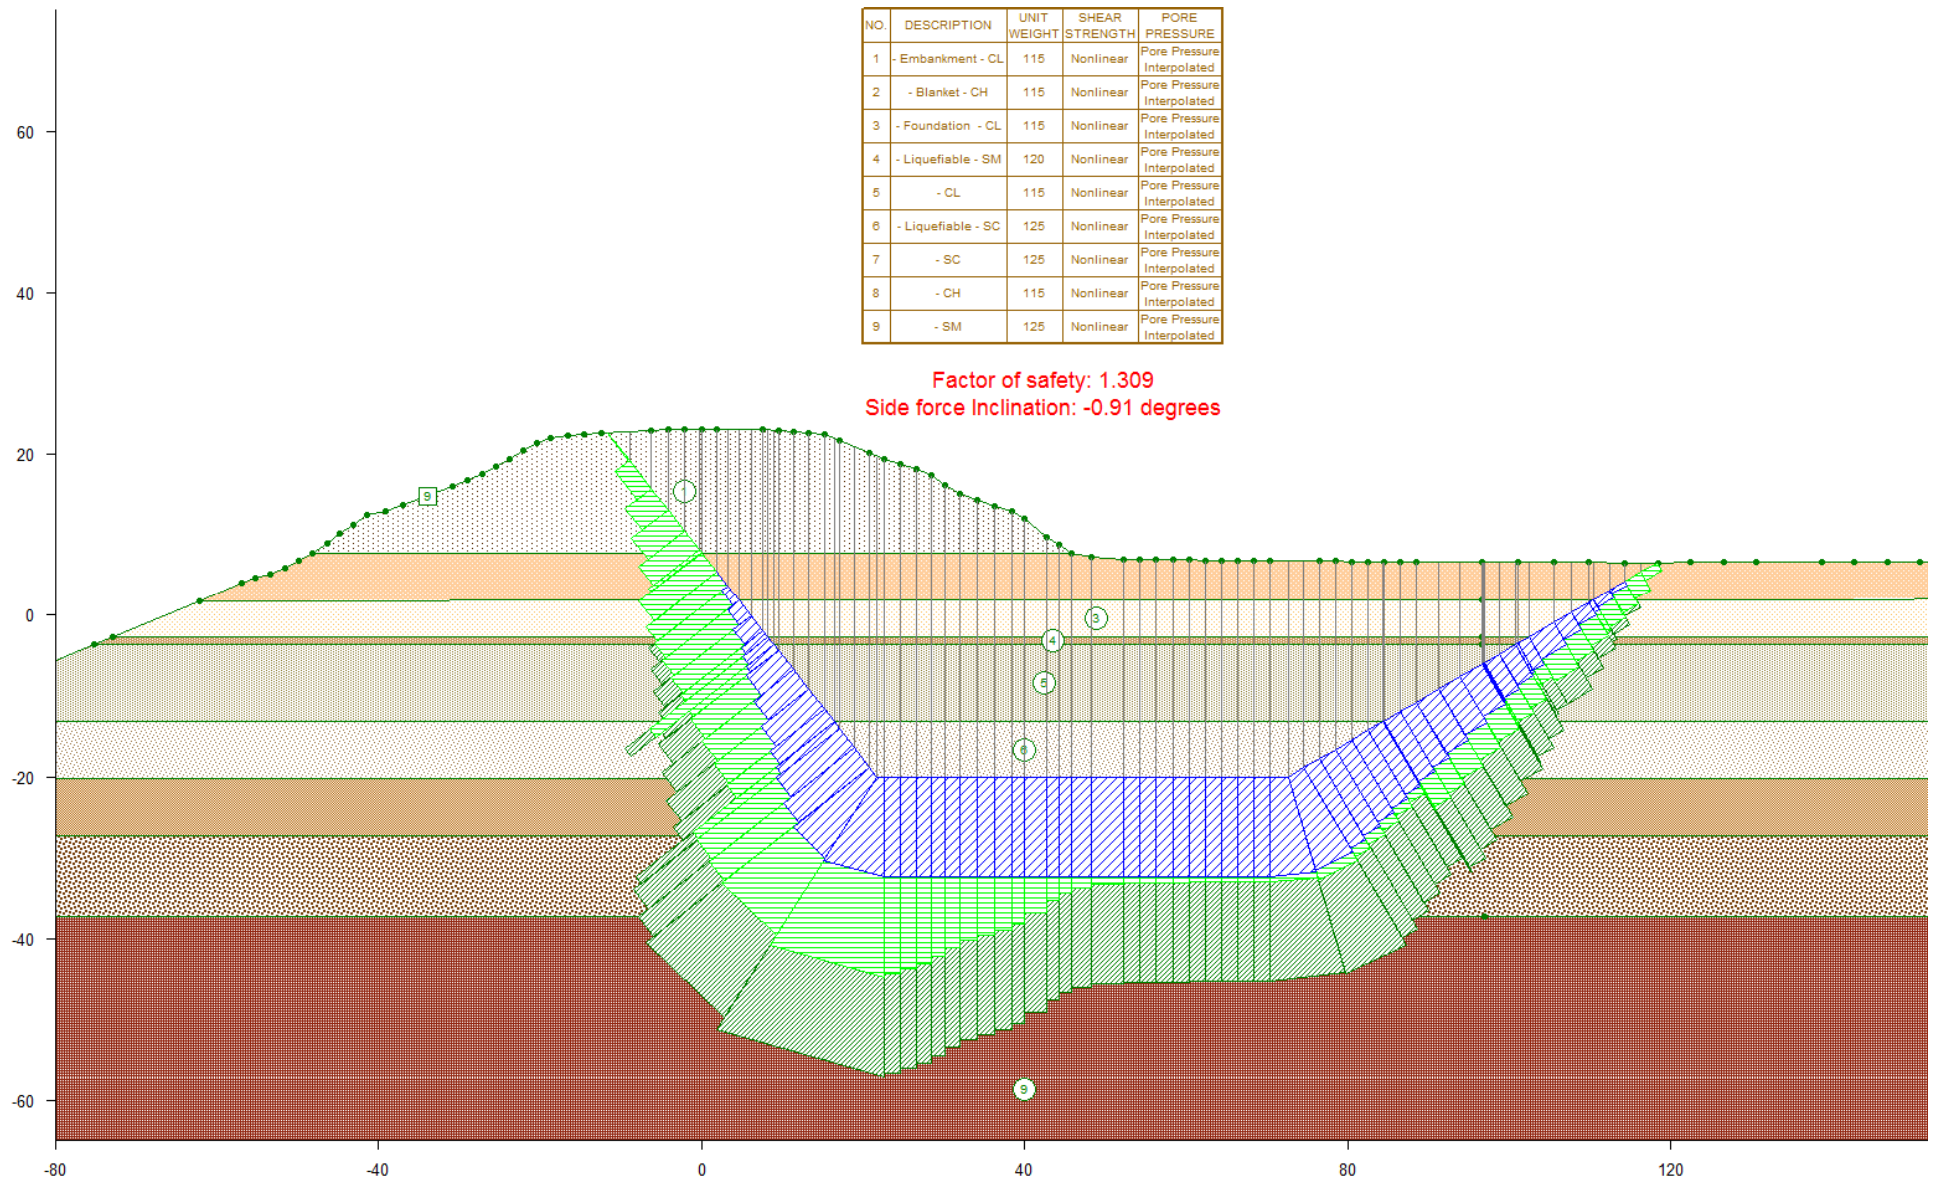 NO. DESCRIPTION UNIT WEIGHT SHEAR STRENGTH PORE PRESSURE
1 - Embankment - CL 115 Nonlinear Pore Pressure Interpolated
2 - Blanket - CH 115 Nonlinear Pore Pressure Interpolated
3 - Foundation - CL 115 Nonlinear Pore Pressure Interpolated
4 - Liquefiable - SM 120 Nonlinear Pore Pressure Interpolated
5 - CL 115 Nonlinear Pore Pressure Interpolated
6 - Liquefiable - SC 125 Nonlinear Pore Pressure Interpolated
7 - SC 125 Nonlinear Pore Pressure Interpolated
8 - CH 115 Nonlinear Pore Pressure Interpolated
9 - SM 125 Nonlinear Pore Pressure Interpolated
Factor of safety: 1.309
Side force Inclination: -0.91 degrees
60
40
20
0
-20
-40
-60
9
1
3
4
5
6
9
-80 -40 0 40 80 120